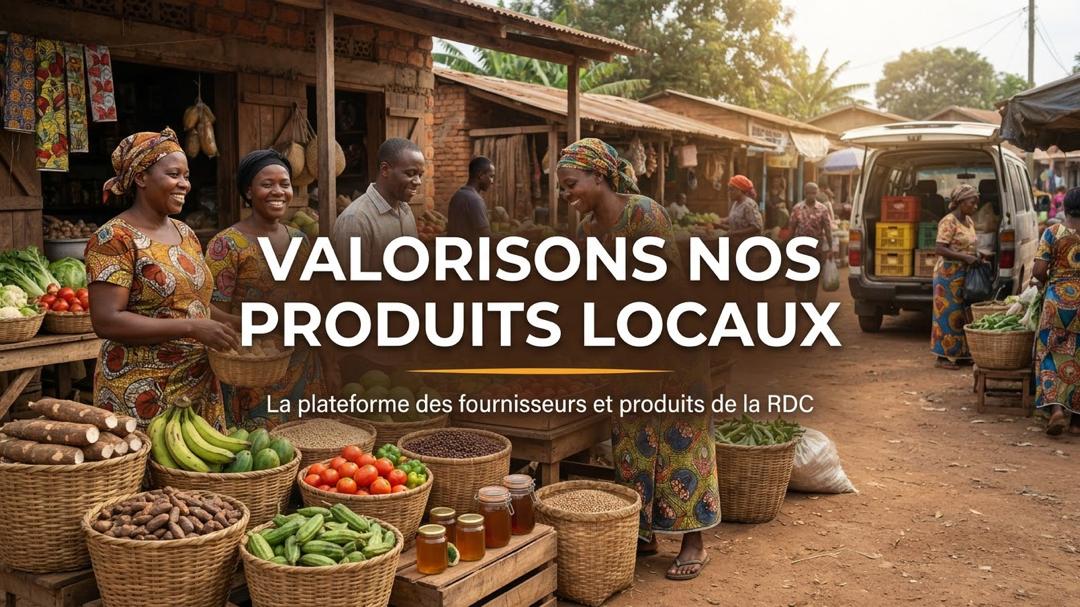 VALORISONS NOS
PRODUITS LOCAUX
La plateforme des fournisseurs et produits de la RDC